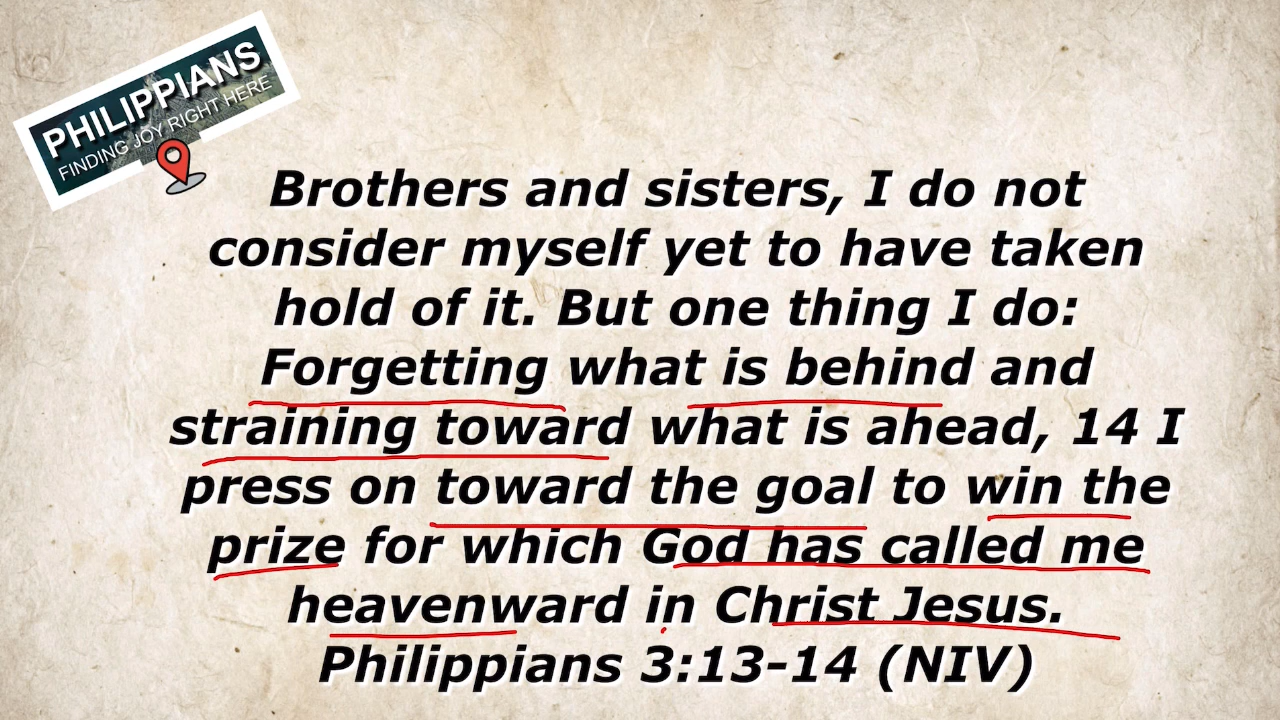 PHILIPPIANS
FINDING JOY RIGHT HERE
Brothers and sisters, I do not
consider myself yet to have taken
hold of it. But one thing I do:
Forgetting what is behind and
straining toward what is ahead, 14 I
press on toward the goal to win the
prize for which God has called me
heavenward in Christ Jesus.
Philippians 3:13-14 (NIV)